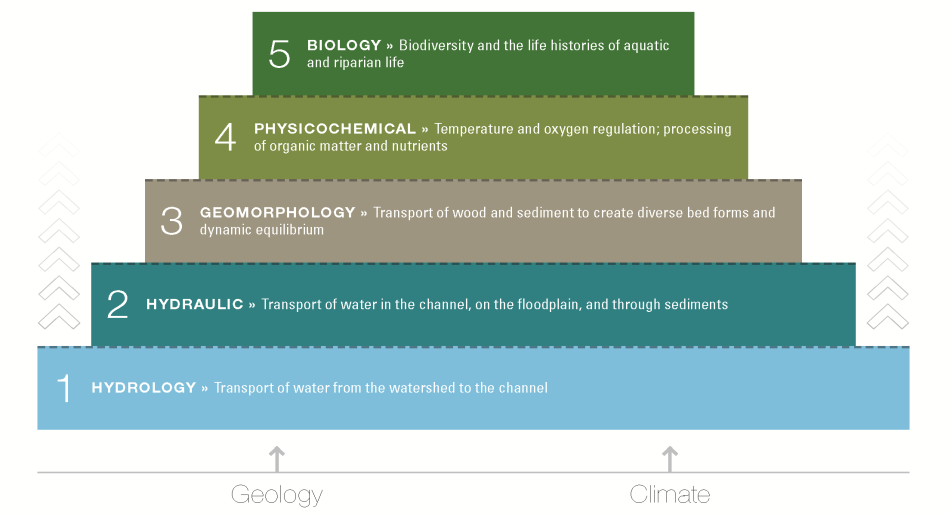 5 BIOLOGY » Biodiversity and the life histories of aquatic
and riparian life
4 PHYSICOCHEMICAL » Temperature and oxygen regulation; processing
of organic matter and nutrients
3 GEOMORPHOLOGY » Transport of wood and sediment to create diverse bed forms and
dynamic equilibrium
2 HYDRAULIC » Transport of water in the channel, on the floodplain, and through sediments
1 HYDROLOGY » Transport of water from the watershed to the channel
Geology
Climate